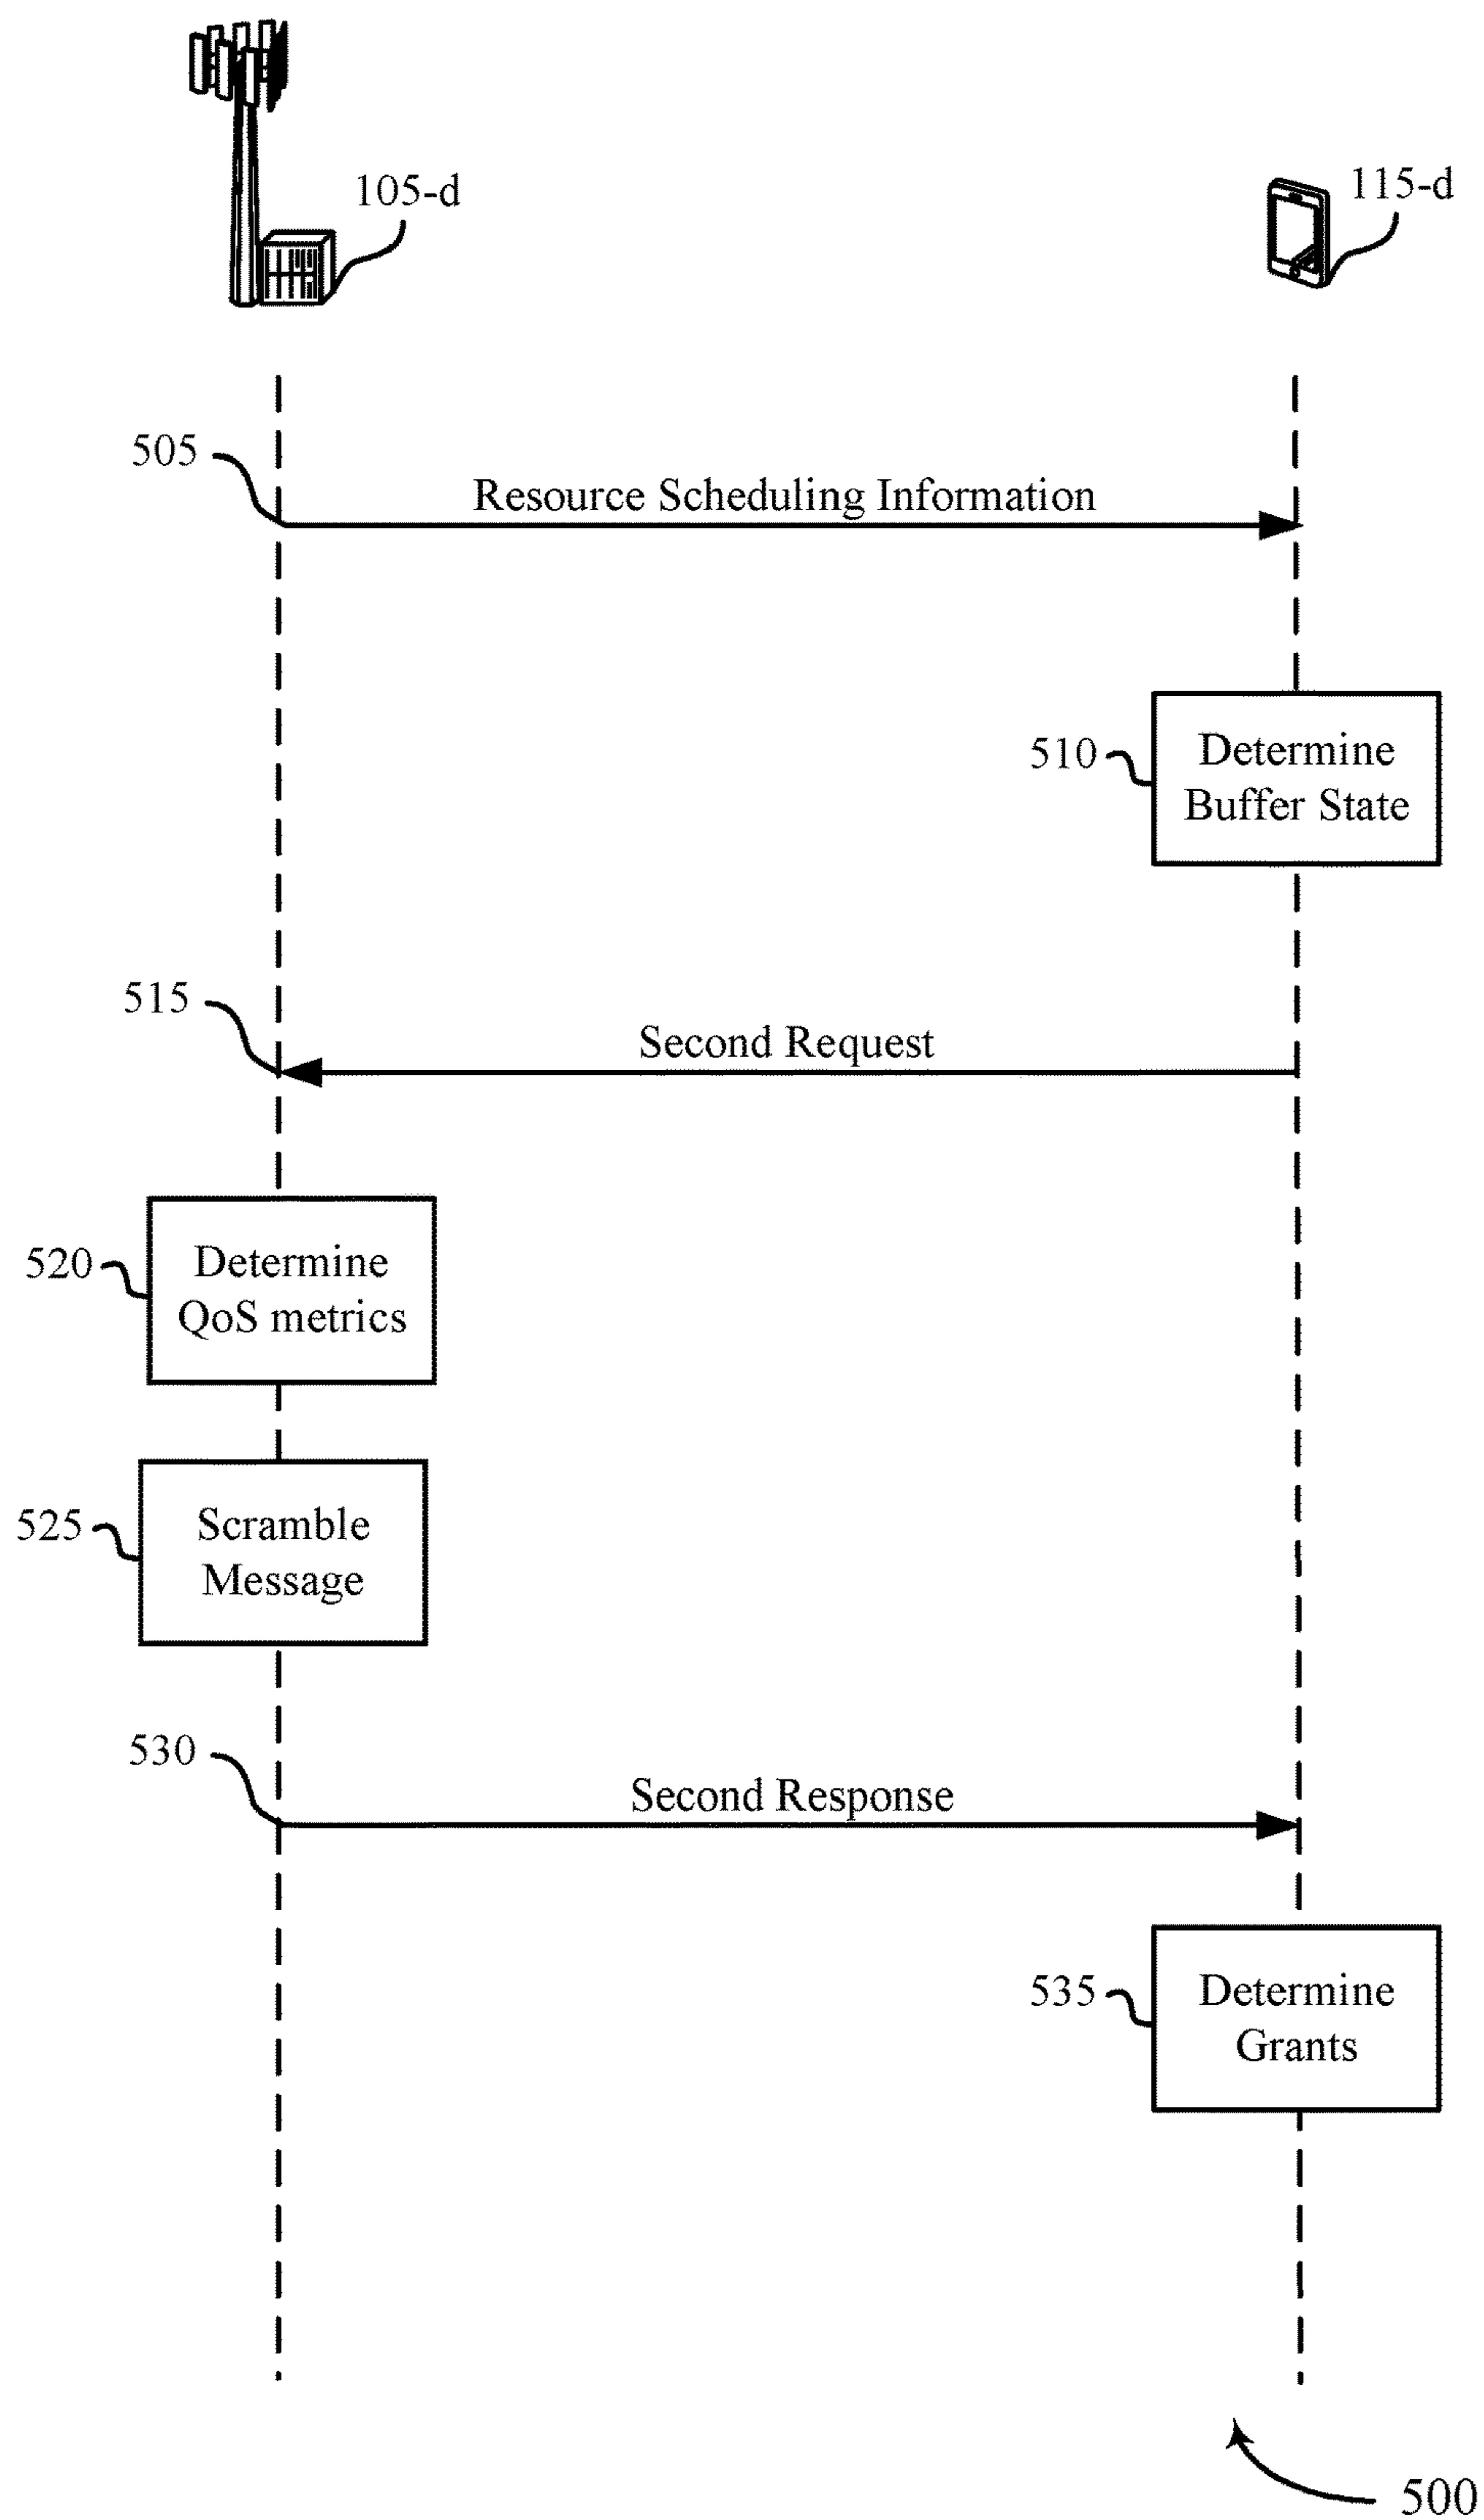 105-d
115-d
505
Resource Scheduling Information
510
Determine
Buffer State
515
Second Request
520
Determine
QoS metrics
525
Scramble
Message
530
Second Response
535
Determine
Grants
500